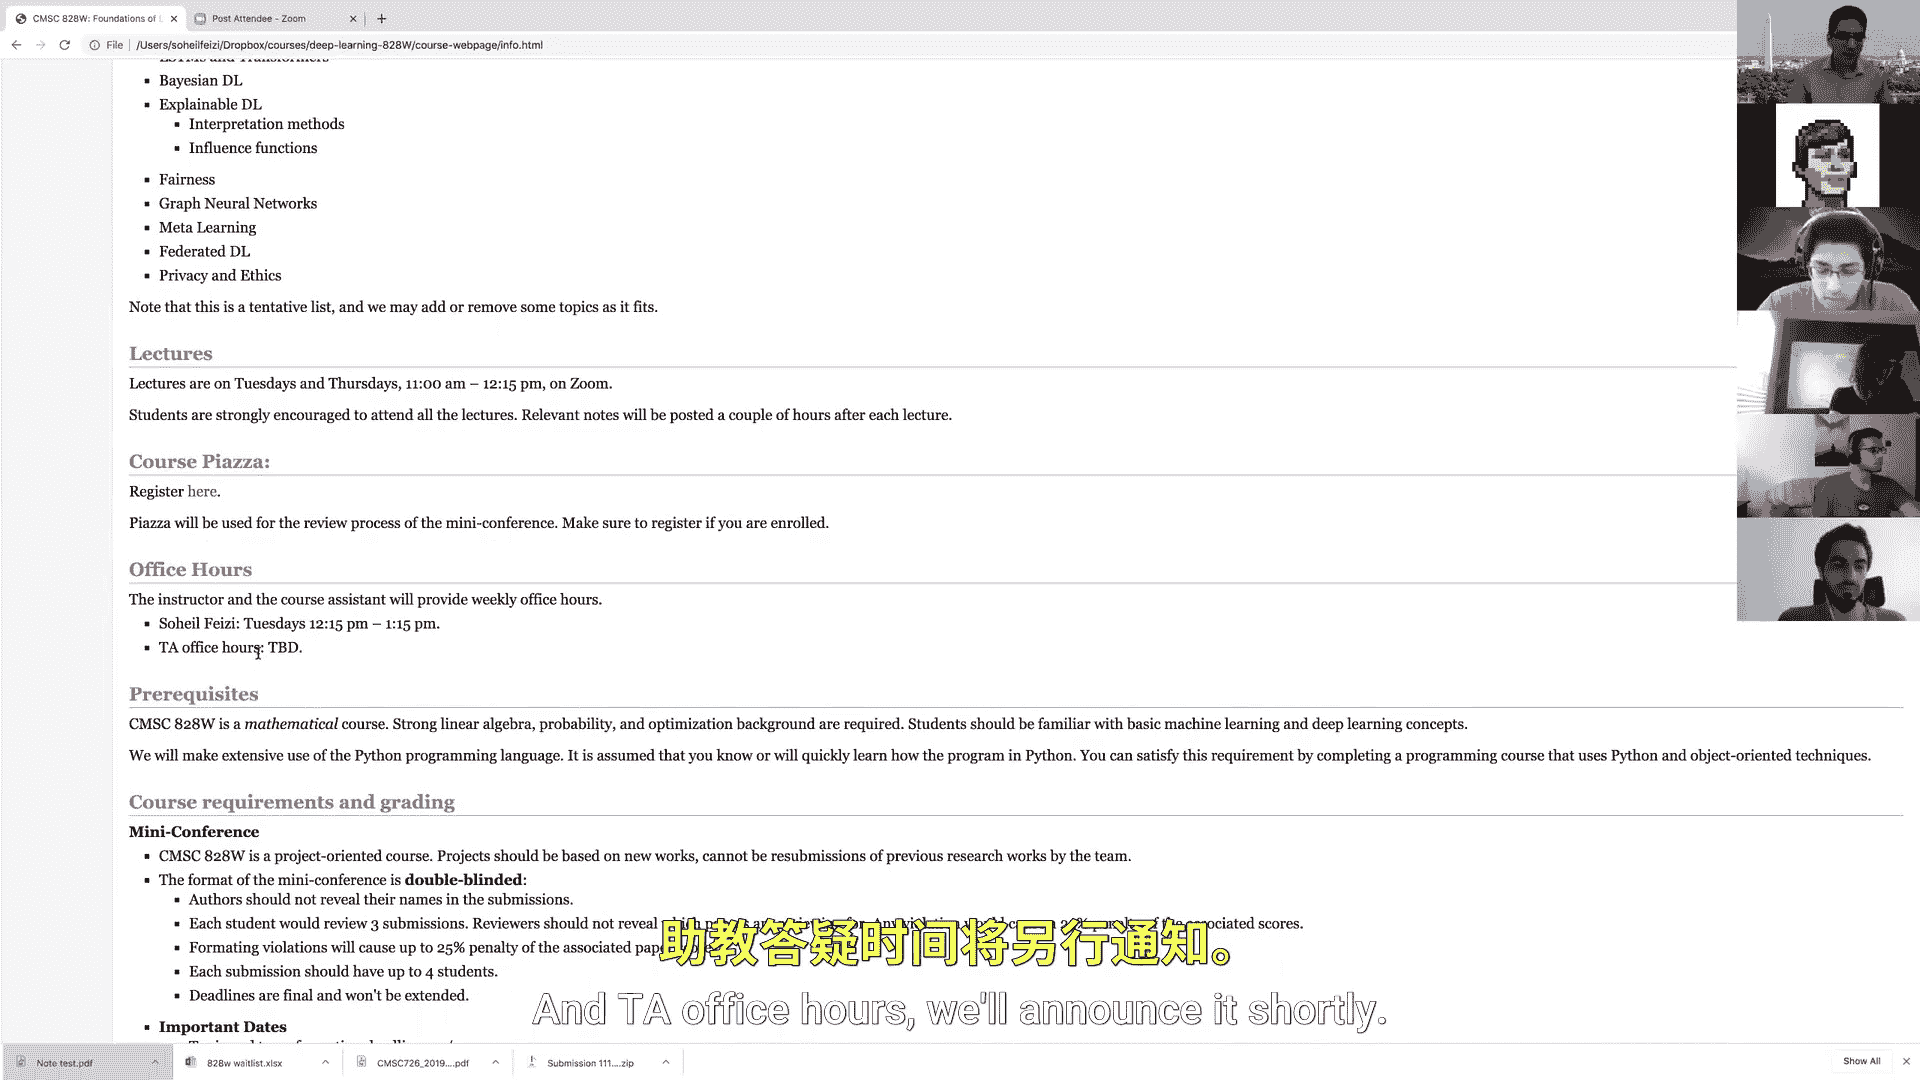 CMSC 828W: Foundations of
Post Attendee - Zoom
File
/Users/soheilfeizi/Dropbox/courses/deep-learning-828W/course-webpage/info.html
LSTMs and Transformers
Bayesian DL
Explainable DL
Interpretation methods
Influence functions
Fairness
Graph Neural Networks
Meta Learning
Federated DL
Privacy and Ethics
Note that this is a tentative list, and we may add or remove some topics as it fits.
Lectures
Lectures are on Tuesdays and Thursdays, 11:00 am – 12:15 pm, on Zoom.
Students are strongly encouraged to attend all the lectures. Relevant notes will be posted a couple of hours after each lecture.
Course Piazza:
Register here.
Piazza will be used for the review process of the mini-conference. Make sure to register if you are enrolled.
Office Hours
The instructor and the course assistant will provide weekly office hours.
Soheil Feizi: Tuesdays 12:15 pm – 1:15 pm.
TA office hours: TBD.
Prerequisites
CMSC 828W is a mathematical course. Strong linear algebra, probability, and optimization background are required. Students should be familiar with basic machine learning and deep learning concepts.
We will make extensive use of the Python programming language. It is assumed that you know or will quickly learn how the program in Python. You can satisfy this requirement by completing a programming course that uses Python and object-oriented techniques.
Course requirements and grading
Mini-Conference
CMSC 828W is a project-oriented course. Projects should be based on new works, cannot be resubmissions of previous research works by the team.
The format of the mini-conference is double-blinded:
Authors should not reveal their names in the submissions.
Each student would review 3 submissions. Reviewers should not reveal of the associated scores.
Formating violations will cause up to 25% penalty of the associated
助教答疑时间将另行通知。
Each submission should have up to 4 students.
Deadlines are final and won't be extended.
And TA office hours, we'll announce it shortly.
Important Dates
Note test.pdf
828w waitlist.xlsx
CMSC726_2019....pdf
Submission 111....zip
Show All